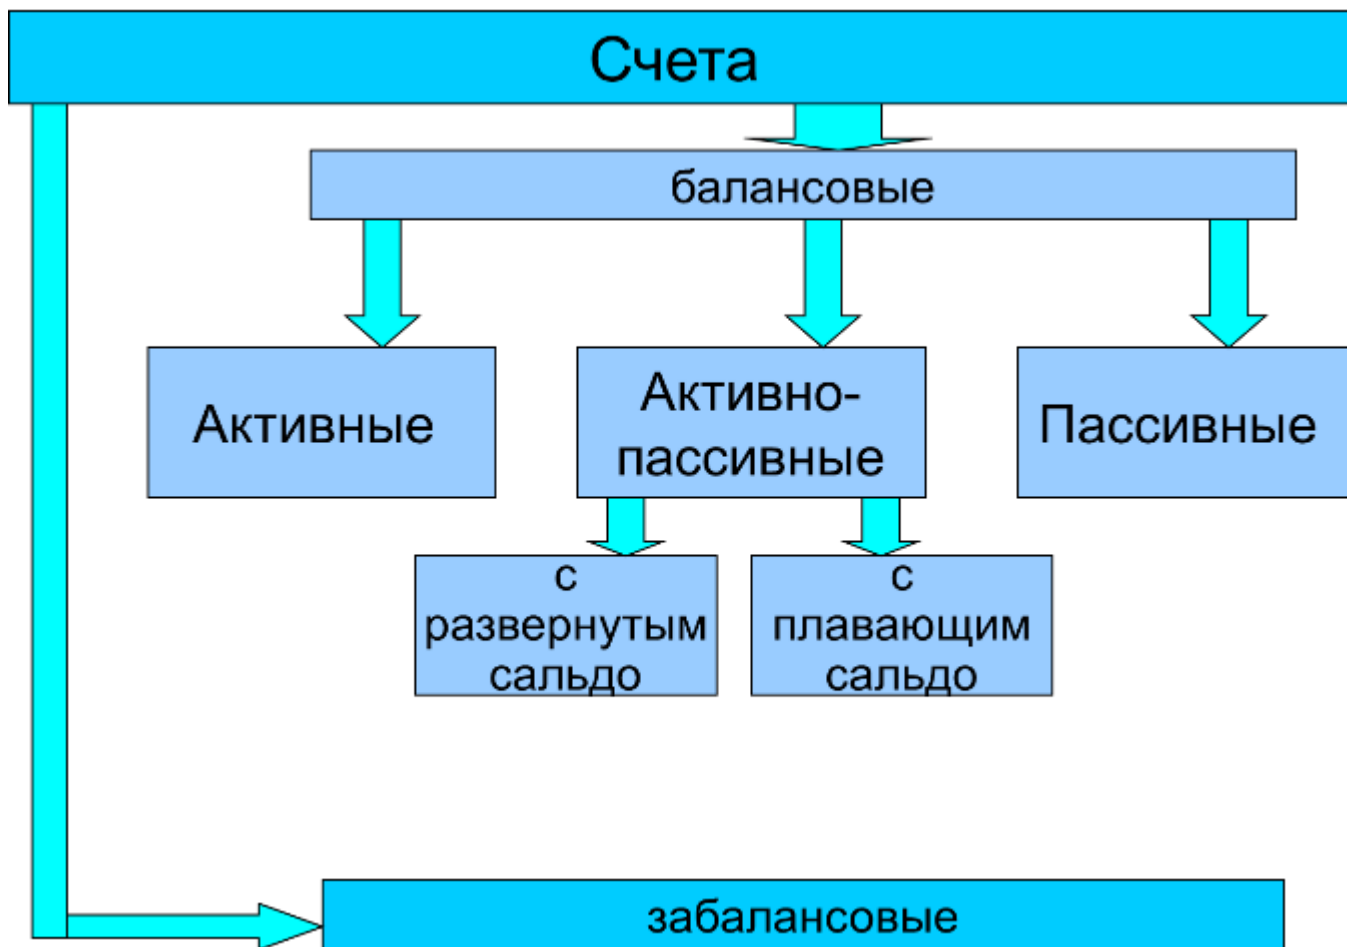 Счета
балансовые
Активные
Активно-
пассивные
Пассивные
с
развернутым
сальдо
с
плавающим
сальдо
забалансовые